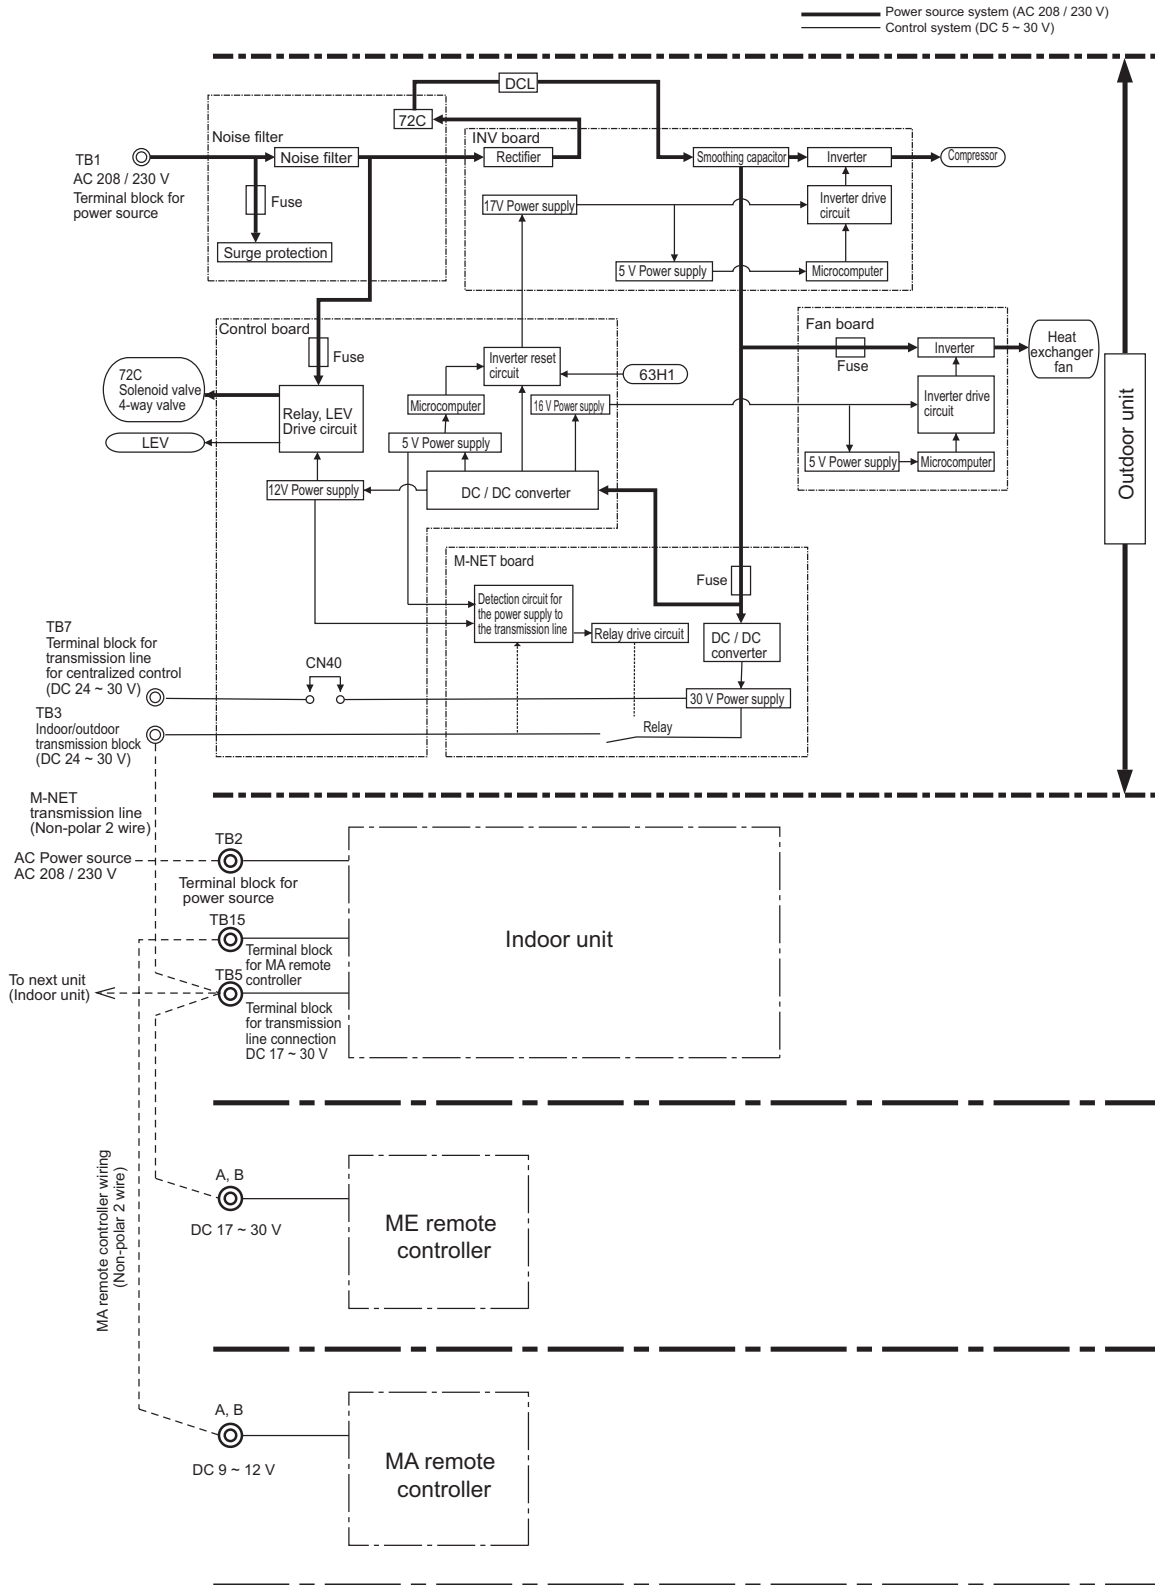 Power source system (AC 208 / 230 V)
Control system (DC 5 ~ 30 V)
DCL
72C
Noise filter
INV board
TB1
AC 208 / 230 V
Terminal block for
power source
Noise filter
Rectifier
Smoothing capacitor
Inverter
Compressor
Fuse
Surge protection
17V Power supply
Inverter drive
circuit
5 V Power supply
Microcomputer
Control board
Fuse
Fan board
Fuse
Inverter
Heat
exchanger
fan
Inverter reset
circuit
63H1
72C
Solenoid valve
4-way valve
LEV
Relay, LEV
Drive circuit
Microcomputer
16 V Power supply
5 V Power supply
12V Power supply
DC / DC converter
Inverter drive
circuit
5 V Power supply
Microcomputer
Outdoor unit
M-NET board
Fuse
Detection circuit for
the power supply to
the transmission line
Relay drive circuit
DC / DC
converter
30 V Power supply
Relay
TB7
Terminal block for
transmission line
for centralized control
(DC 24 ~ 30 V)
CN40
TB3
Indoor/outdoor
transmission block
(DC 24 ~ 30 V)
M-NET
transmission line
(Non-polar 2 wire)
AC Power source
AC 208 / 230 V
TB2
Terminal block for
power source
TB15
Terminal block
for MA remote
controller
To next unit
(Indoor unit)
TB5
Terminal block
for transmission
line connection
DC 17 ~ 30 V
Indoor unit
MA remote controller wiring
(Non-polar 2 wire)
A, B
DC 17 ~ 30 V
ME remote
controller
A, B
DC 9 ~ 12 V
MA remote
controller